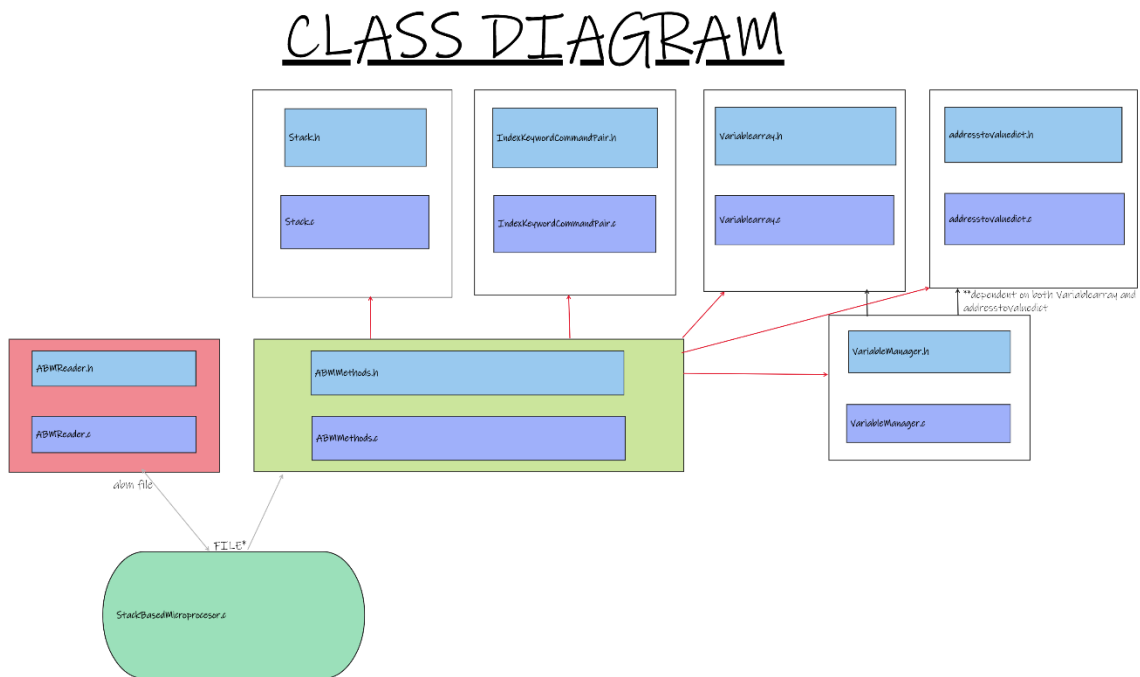 CLASS DIAGRAM
Stack.h
IndexKeywordCommandPair.h
Variablearray.h
addresstovaluedict.h
Stack.c
IndexKeywordCommandPair.c
Variablearray.c
addresstovaluedict.c
**dependent on both Variablearray and
addresstovaluedict
ABMReader.h
ABMMethods.h
VariableManager.h
ABMReader.c
ABMMethods.c
VariableManager.c
abm file
FILE*
StackBasedMicroprocesor.c